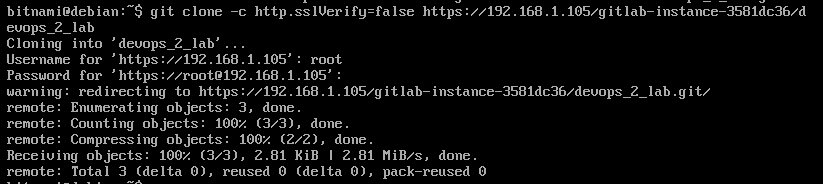 bitnami@debian:~$ git clone -c http.sslVerify=false https://192.168.1.105/gitlab-instance-3581dc36/d
evops_2_lab
Cloning into 'devops_2_lab'...
Username for 'https://192.168.1.105': root
Password for 'https://root@192.168.1.105':
warning: redirecting to https://192.168.1.105/gitlab-instance-3581dc36/devops_2_lab.git/
remote: Enumerating objects: 3, done.
remote: Counting objects: 100% (3/3), done.
remote: Compressing objects: 100% (2/2), done.
Receiving objects: 100% (3/3), 2.81 KiB | 2.81 MiB/s, done.
remote: Total 3 (delta 0), reused 0 (delta 0), pack-reused 0
bitnami@debian:~$